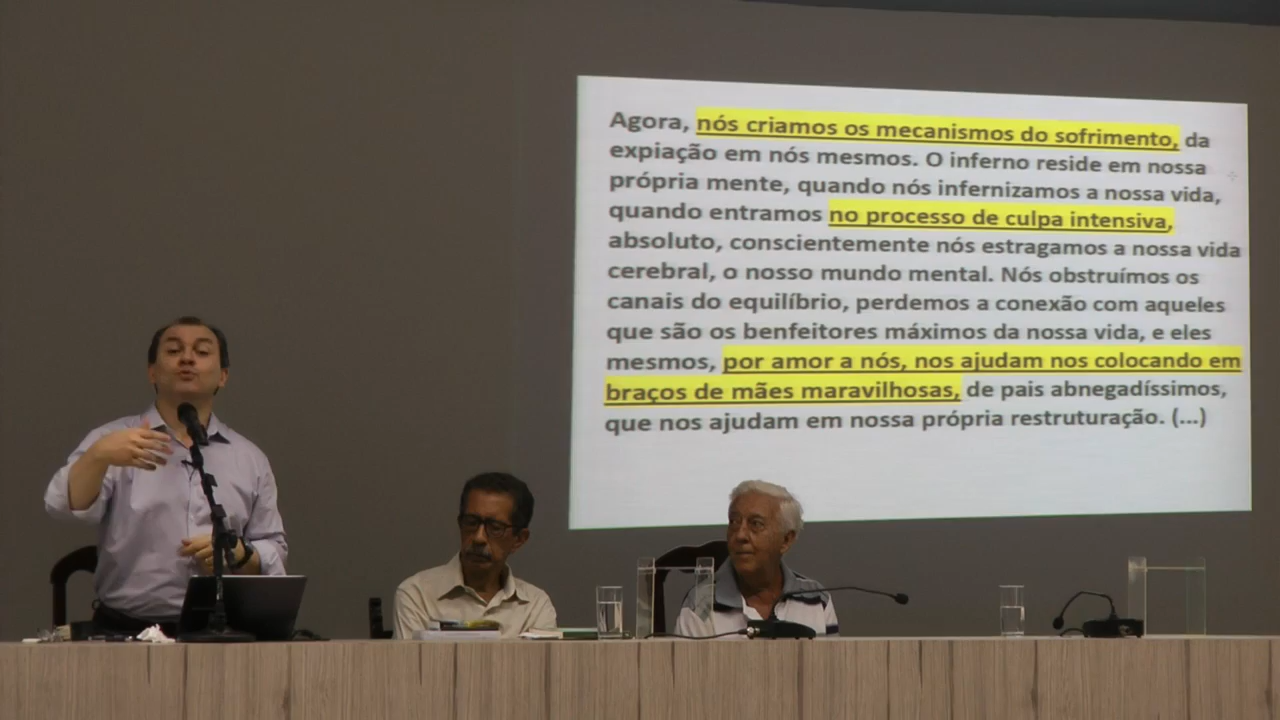 Agora, nós criamos os mecanismos do sofrimento, da
expiação em nós mesmos. O inferno reside em nossa
própria mente, quando nós infernizamos a nossa vida,
quando entramos no processo de culpa intensiva,
absoluto, conscientemente nós estragamos a nossa vida
cerebral, o nosso mundo mental. Nós obstruímos os
canais do equilíbrio, perdemos a conexão com aqueles
que são os benfeitores máximos da nossa vida, e eles
mesmos, por amor a nós, nos ajudam nos colocando em
braços de mães maravilhosas, de pais abnegadíssimos,
que nos ajudam em nossa própria restruturação. (...)